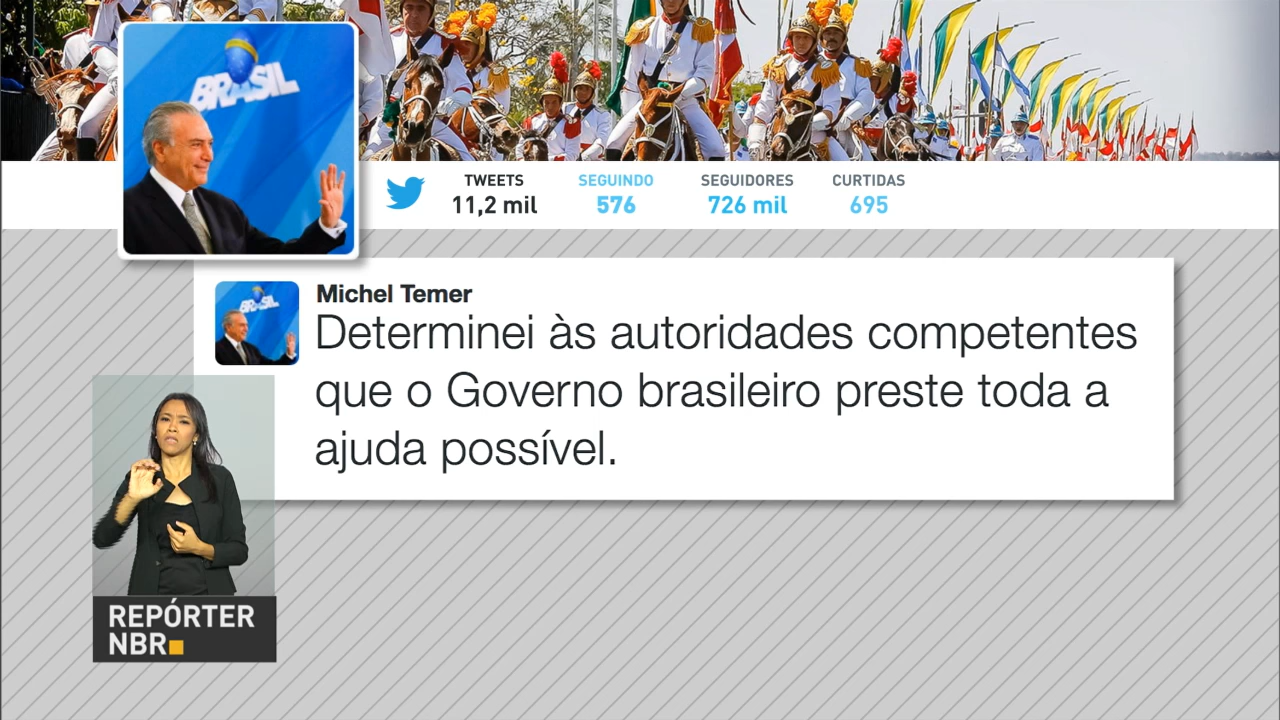 BRASIL
TWEETS
11,2 mil
SEGUINDO
576
SEGUIDORES
726 mil
CURTIDAS
695
BRASIL
Michel Temer
Determinei às autoridades competentes
que o Governo brasileiro preste toda a
ajuda possível.
REPÓRTER
NBR